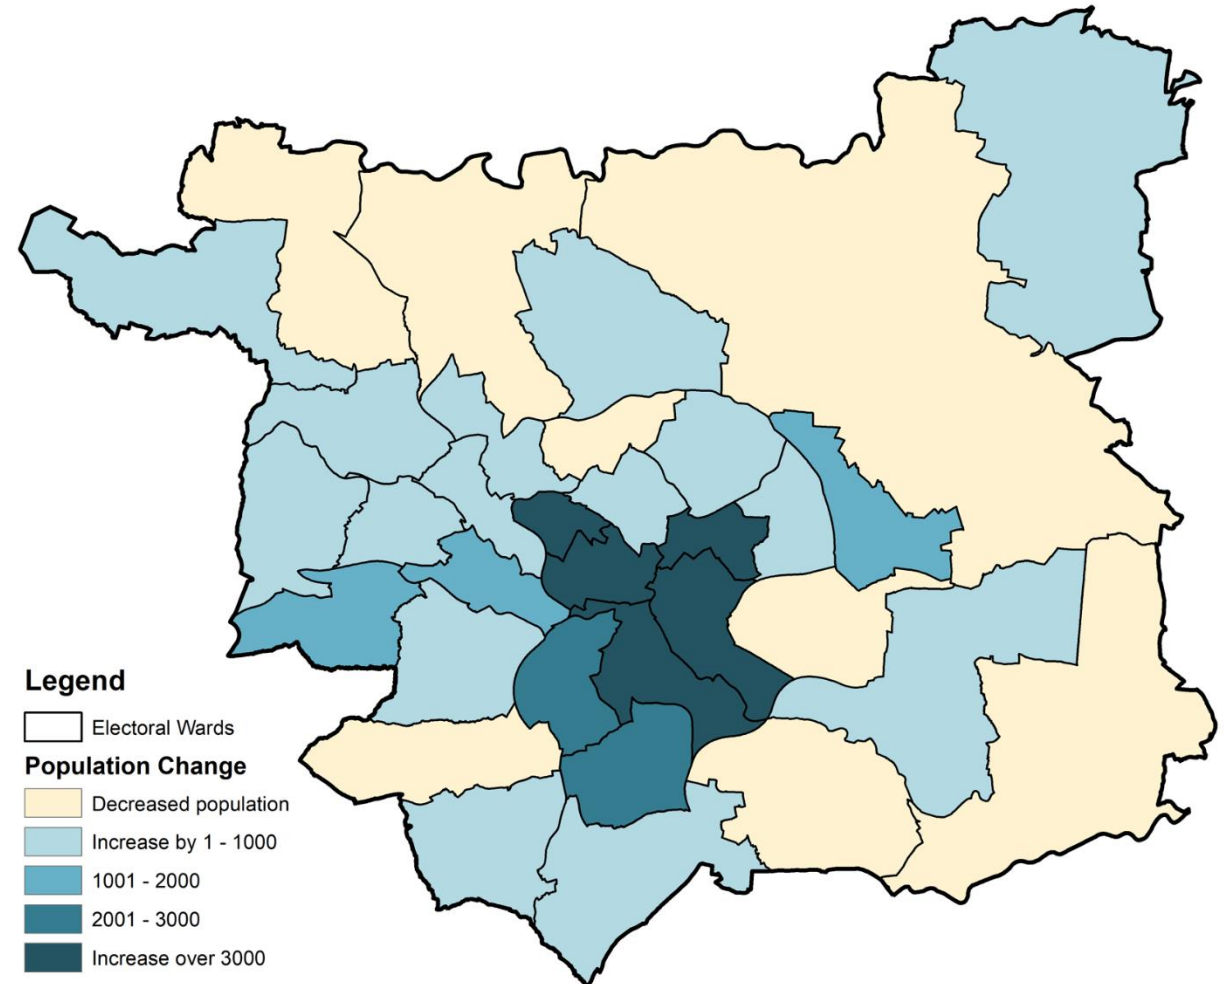 Legend
Electoral Wards
Population Change
Decreased population
Increase by 1 - 1000
1001 - 2000
2001 - 3000
Increase over 3000